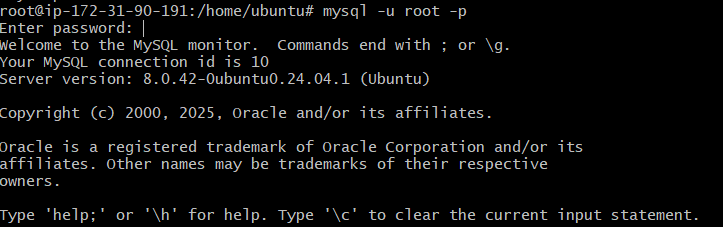 root@ip-172-31-90-191:/home/ubuntu# mysql -u root -p
Enter password:
Welcome to the MySQL monitor.  Commands end with ; or \g.
Your MySQL connection id is 10
Server version: 8.0.42-0ubuntu0.24.04.1 (Ubuntu)

Copyright (c) 2000, 2025, Oracle and/or its affiliates.

Oracle is a registered trademark of Oracle Corporation and/or its
affiliates. Other names may be trademarks of their respective
owners.

Type 'help;' or '\h' for help. Type '\c' to clear the current input statement.